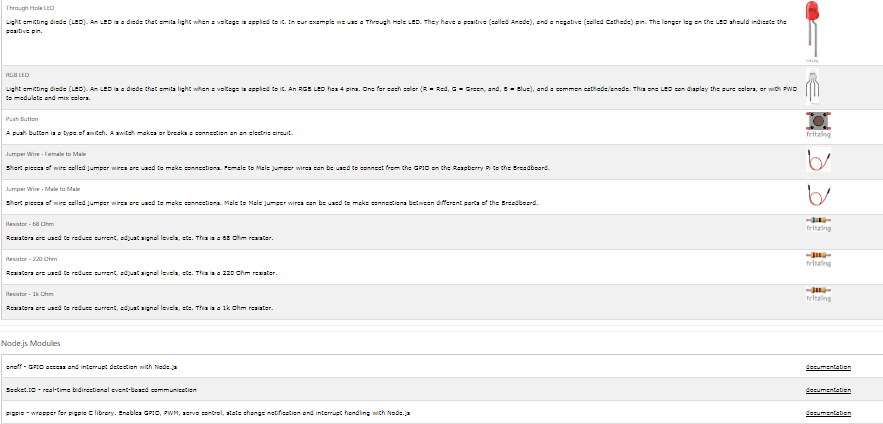 Through Hole LED
Light emitting diode (LED). An LED is a diode that emits light when a voltage is applied to it. In our example we use a Through Hole LED. They have a positive (called Anode), and a negative (called Cathode) pin. The longer leg on the LED should indicate the
positive pin.
fritzing
RGB LED
Light emitting diode (LED). An LED is a diode that emits light when a voltage is applied to it. An RGB LED has 4 pins. One for each color (R = Red, G = Green, and, B = Blue), and a common cathode/anode. This one LED can display the pure colors, or with PWD
to modulate and mix colors.
Push Button
A push button is a type of switch. A switch makes or breaks a connection an an electric circuit.
fritzing
Jumper Wire - Female to Male
Short pieces of wire called jumper wires are used to make connections. Female to Male jumper wires can be used to connect from the GPIO on the Raspberry Pi to the Breadboard.
Jumper Wire - Male to Male
Short pieces of wire called jumper wires are used to make connections. Male to Male jumper wires can be used to make connections between different parts of the Breadboard.
Resistor - 68 Ohm
Resistors are used to reduce current, adjust signal levels, etc. This is a 68 Ohm resistor.
fritzing
Resistor - 220 Ohm
Resistors are used to reduce current, adjust signal levels, etc. This is a 220 Ohm resistor.
fritzing
Resistor - 1k Ohm
Resistors are used to reduce current, adjust signal levels, etc. This is a 1k Ohm resistor.
fritzing
Node.js Modules
onoff - GPIO access and interrupt detection with Node.js documentation
Socket.IO - real-time bidirectional event-based communication documentation
pigpio - wrapper for pigpio C library. Enables GPIO, PWM, servo control, state change notification and interrupt handling with Node.js documentation